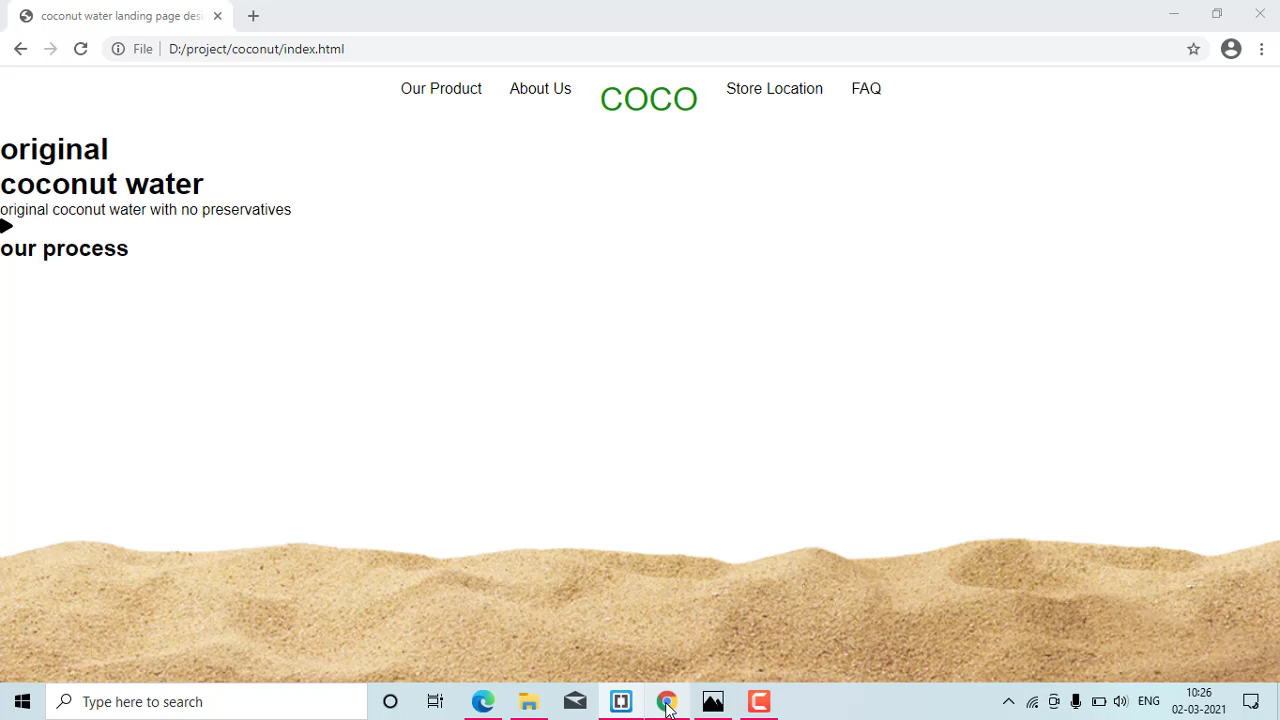 coconut water landing page des
File
D:/project/coconut/index.html
Our Product
About Us
COCO
Store Location
FAQ
original
coconut water
original coconut water with no preservatives
our process
Type here to search
ENG
10:26
02-03-2021